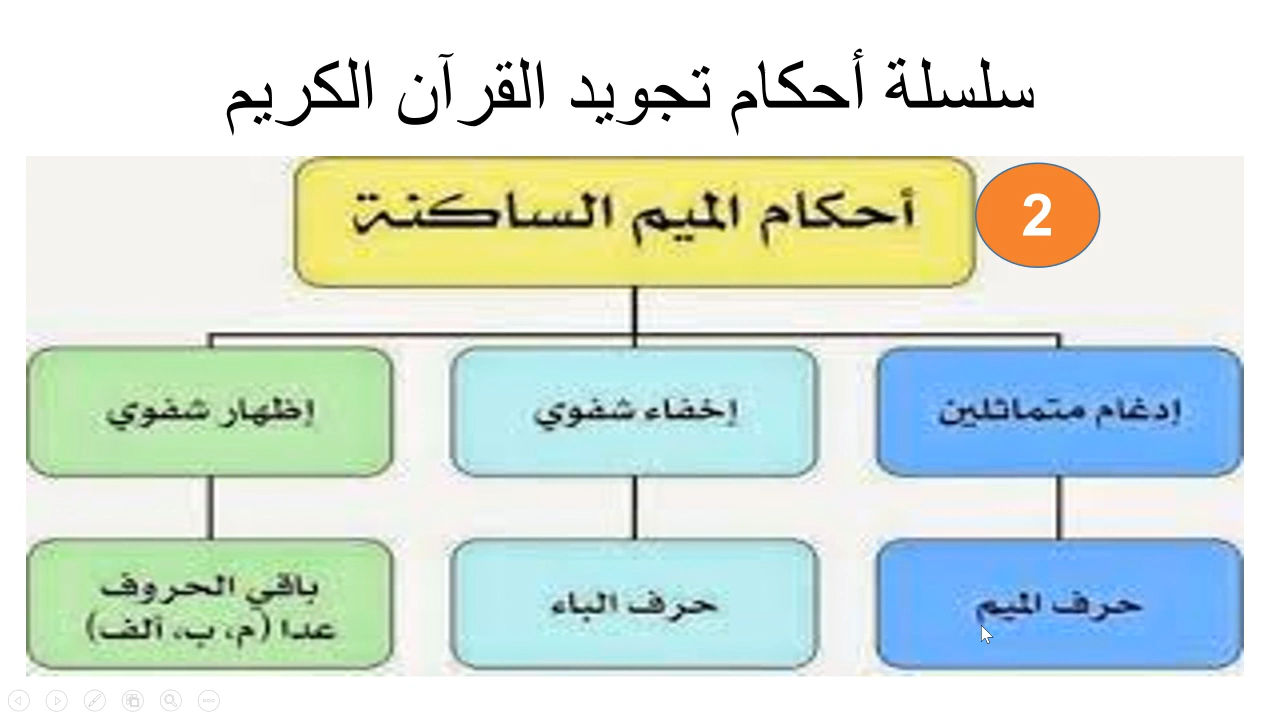 سلسلة أحكام تجويد القرآن الكريم
2
أحكام الميم الساكنة
إدغام متماثلين
إخفاء شفوي
إظهار شفوي
حرف الميم
حرف الباء
باقي الحروف
عدا (م، ب، ألف)